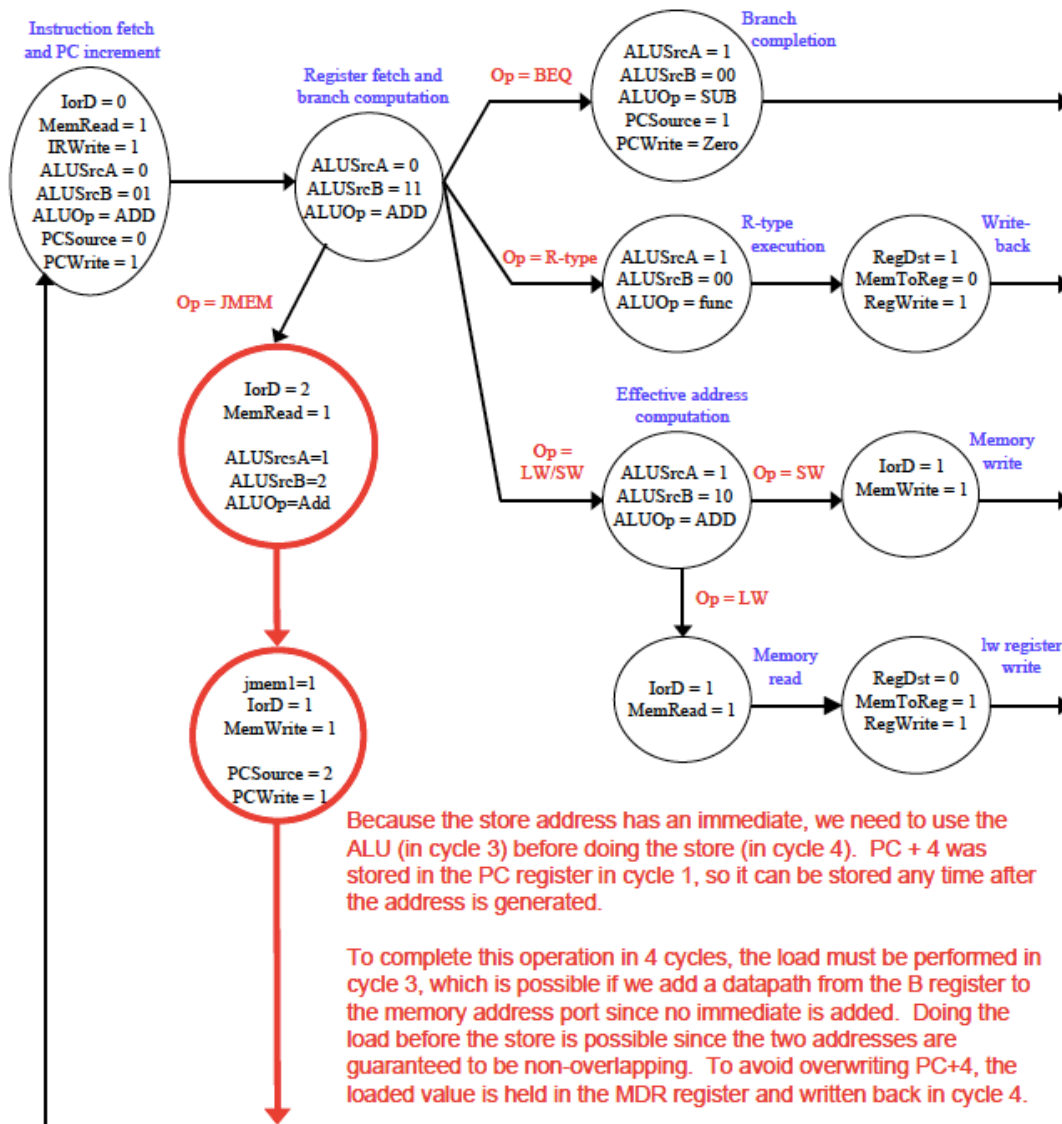 Instruction fetch
and PC increment
IorD = 0
MemRead = 1
IRWrite = 1
ALUSrcA = 0
ALUSrcB = 01
ALUOp = ADD
PCSource = 0
PCWrite = 1
Register fetch and
branch computation
ALUSrcA = 0
ALUSrcB = 11
ALUOp = ADD
Op = BEQ
Branch
completion
ALUSrcA = 1
ALUSrcB = 00
ALUOp = SUB
PCSource = 1
PCWrite = Zero
Op = R-type
R-type
execution
ALUSrcA = 1
ALUSrcB = 00
ALUOp = func
Write-
back
RegDst = 1
MemToReg = 0
RegWrite = 1
Op = JMEM
IorD = 2
MemRead = 1
ALUSrcsA=1
ALUSrcB=2
ALUOp=Add
Op =
LW/SW
Effective address
computation
ALUSrcA = 1
ALUSrcB = 10
ALUOp = ADD
Op = SW
Memory
write
IorD = 1
MemWrite = 1
Op = LW
IorD = 1
MemRead = 1
Memory
read
lw register
write
RegDst = 0
MemToReg = 1
RegWrite = 1
jmem1=1
IorD = 1
MemWrite = 1
PCSource = 2
PCWrite = 1
Because the store address has an immediate, we need to use the
ALU (in cycle 3) before doing the store (in cycle 4). PC + 4 was
stored in the PC register in cycle 1, so it can be stored any time after
the address is generated.
To complete this operation in 4 cycles, the load must be performed in
cycle 3, which is possible if we add a datapath from the B register to
the memory address port since no immediate is added. Doing the
load before the store is possible since the two addresses are
guaranteed to be non-overlapping. To avoid overwriting PC+4, the
loaded value is held in the MDR register and written back in cycle 4.